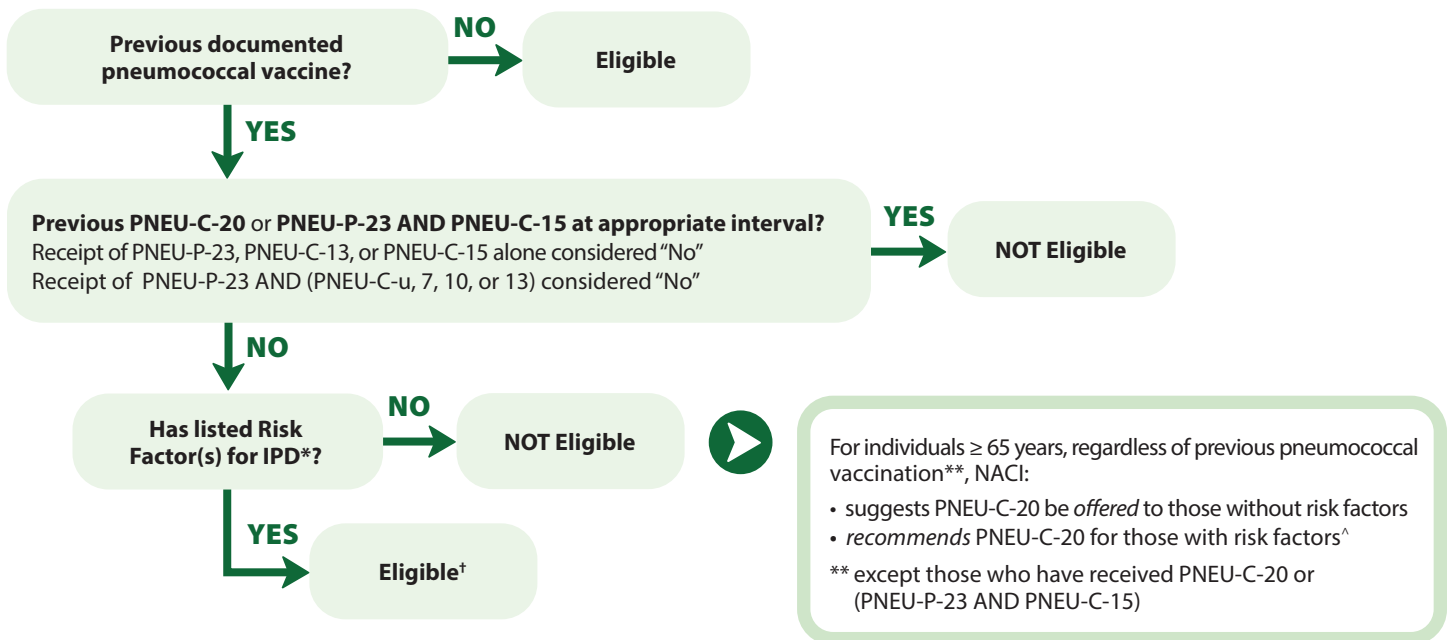 Previous documented
pneumococcal vaccine?
NO
Eligible
YES
Previous PNEU-C-20 or PNEU-P-23 AND PNEU-C-15 at appropriate interval?
Receipt of PNEU-P-23, PNEU-C-13, or PNEU-C-15 alone considered “No”
Receipt of PNEU-P-23 AND (PNEU-C-u, 7, 10, or 13) considered “No”
YES
NOT Eligible
NO
Has listed Risk
Factor(s) for IPD*?
NO
NOT Eligible
YES
Eligible†
For individuals ≥ 65 years, regardless of previous pneumococcal
vaccination**, NACI:
• suggests PNEU-C-20 be offered to those without risk factors
• recommends PNEU-C-20 for those with risk factors^
** except those who have received PNEU-C-20 or
(PNEU-P-23 AND PNEU-C-15)